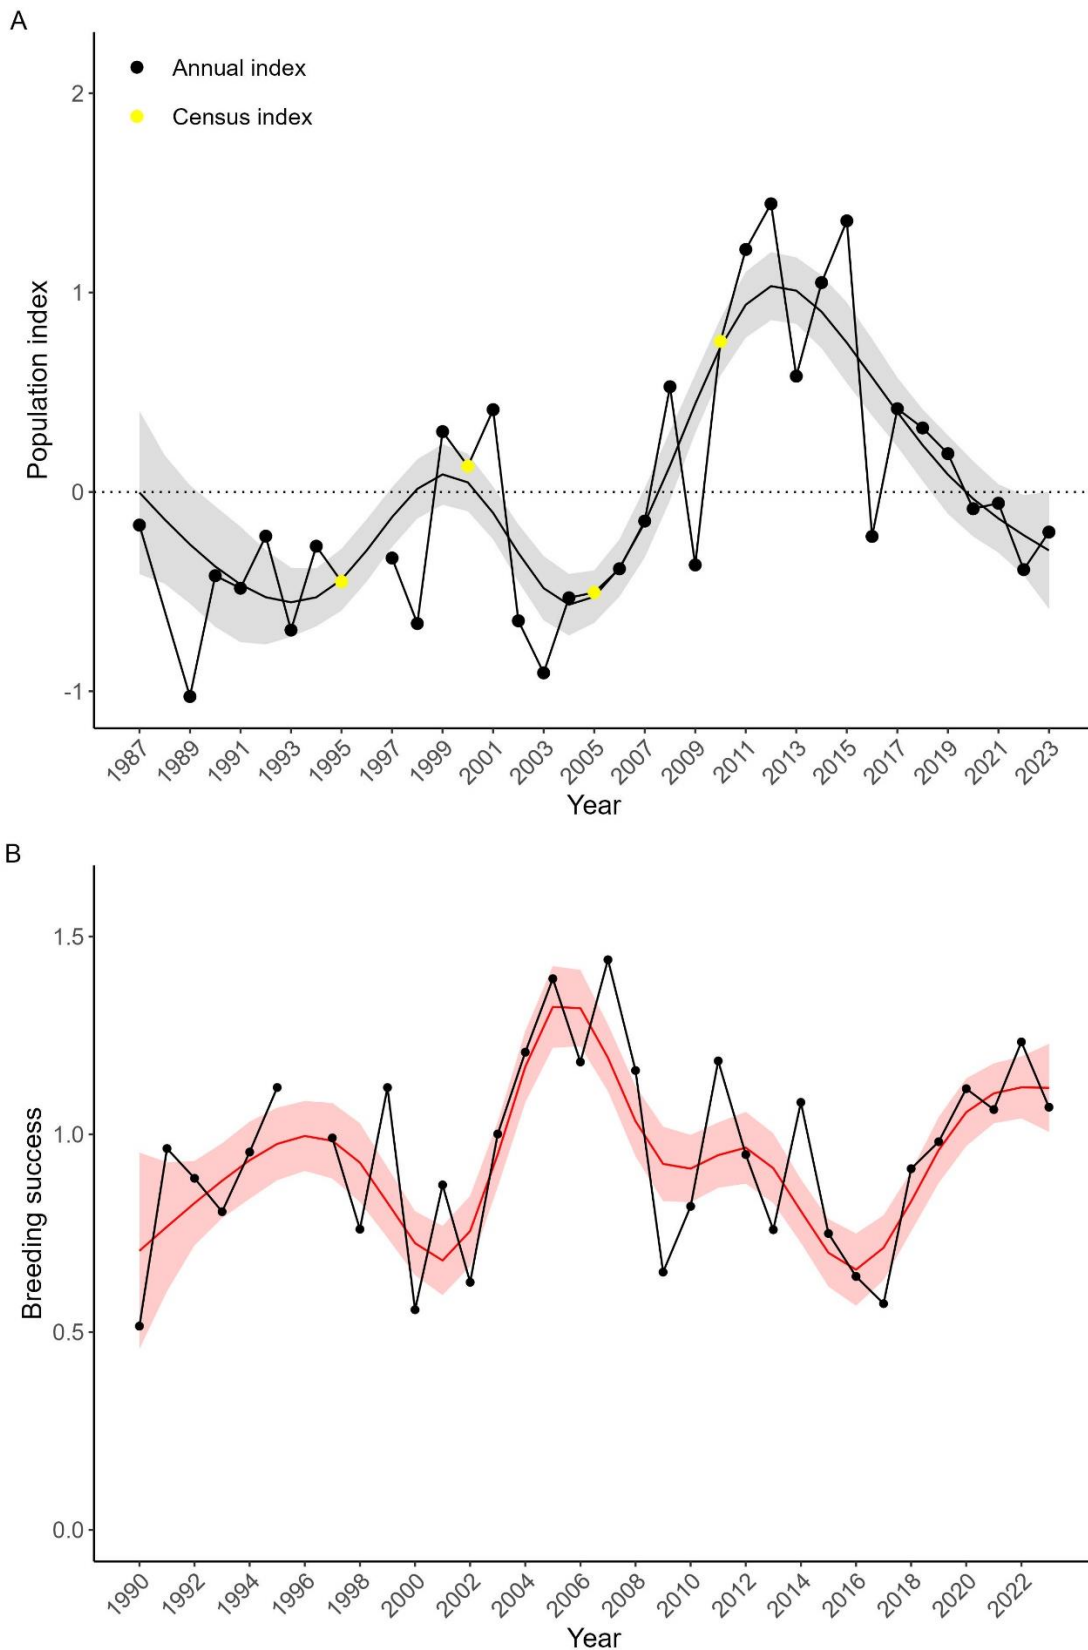 A
Annual index
Census index
Population index
2
1
0
-1
1987 1989 1991 1993 1995 1997 1999 2001 2003 2005 2007 2009 2011 2013 2015 2017 2019 2021 2023
Year
B
Breeding success
1.5
1.0
0.5
0.0
1990 1992 1994 1996 1998 2000 2002 2004 2006 2008 2010 2012 2014 2016 2018 2020 2022
Year